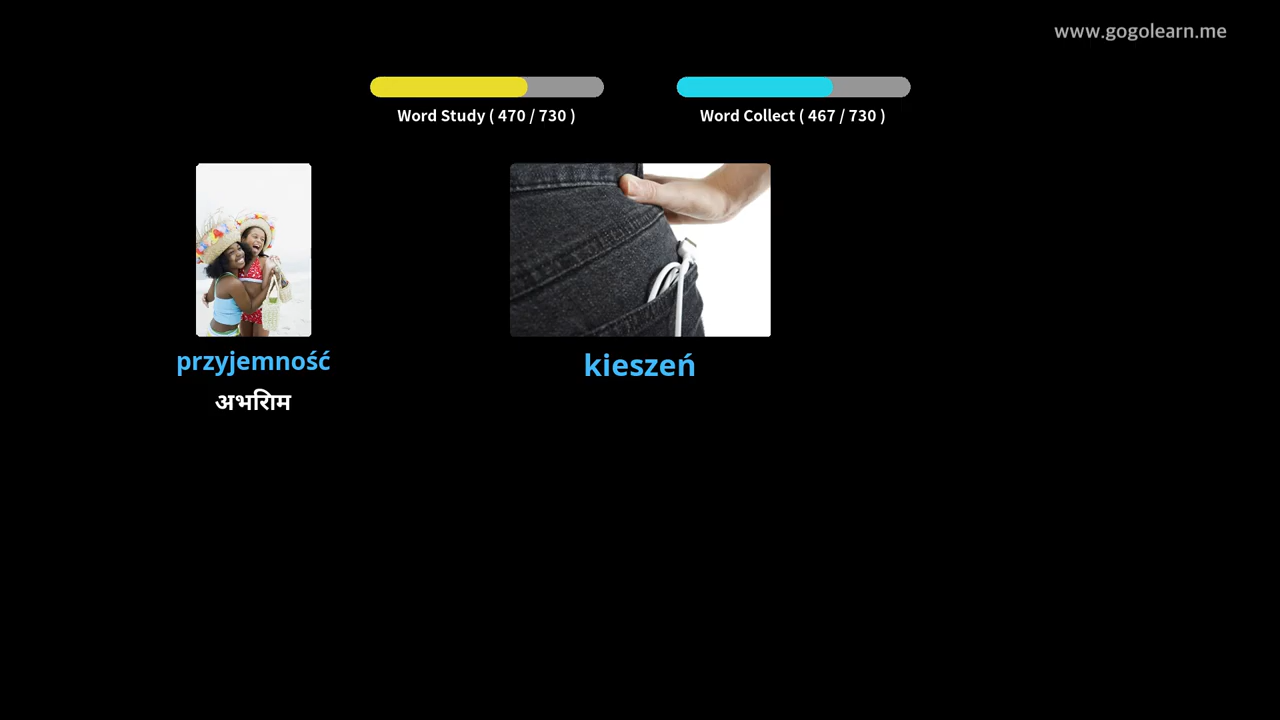 www.gogolearn.me
Word Study ( 470 / 730 )
Word Collect ( 467 / 730 )
przyjemność
kieszeń
अभिराम